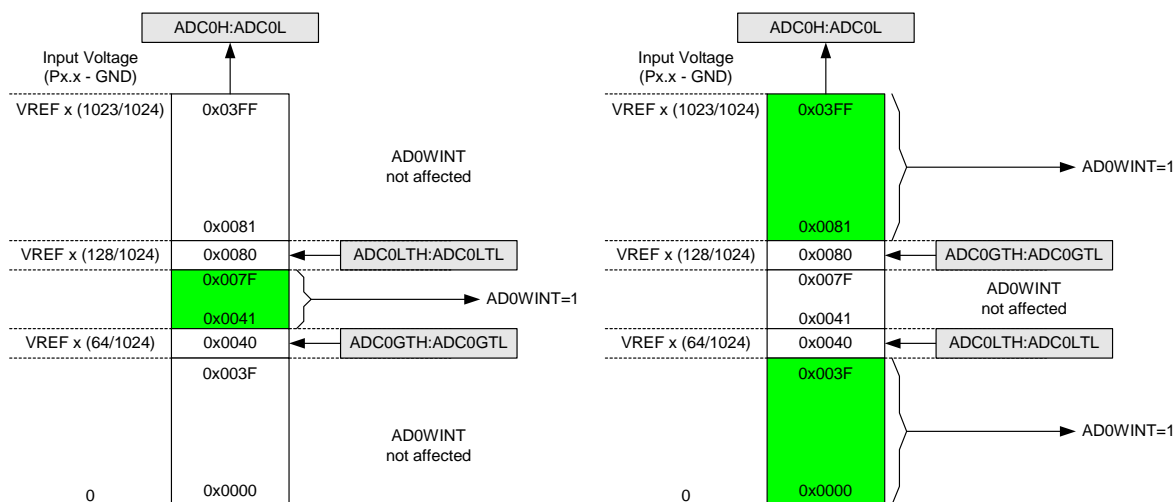 ADC0H:ADC0L
Input Voltage
(Px.x - GND)
VREF x (1023/1024)
0x03FF
AD0WINT
not affected
0x0081
VREF x (128/1024)
0x0080
ADC0LTH:ADC0LTL
0x007F
AD0WINT=1
0x0041
VREF x (64/1024)
0x0040
ADC0GTH:ADC0GTL
0x003F
AD0WINT
not affected
0
0x0000
ADC0H:ADC0L
Input Voltage
(Px.x - GND)
VREF x (1023/1024)
0x03FF
AD0WINT=1
0x0081
VREF x (128/1024)
0x0080
ADC0GTH:ADC0GTL
0x007F
AD0WINT
not affected
0x0041
VREF x (64/1024)
0x0040
ADC0LTH:ADC0LTL
0x003F
AD0WINT=1
0
0x0000